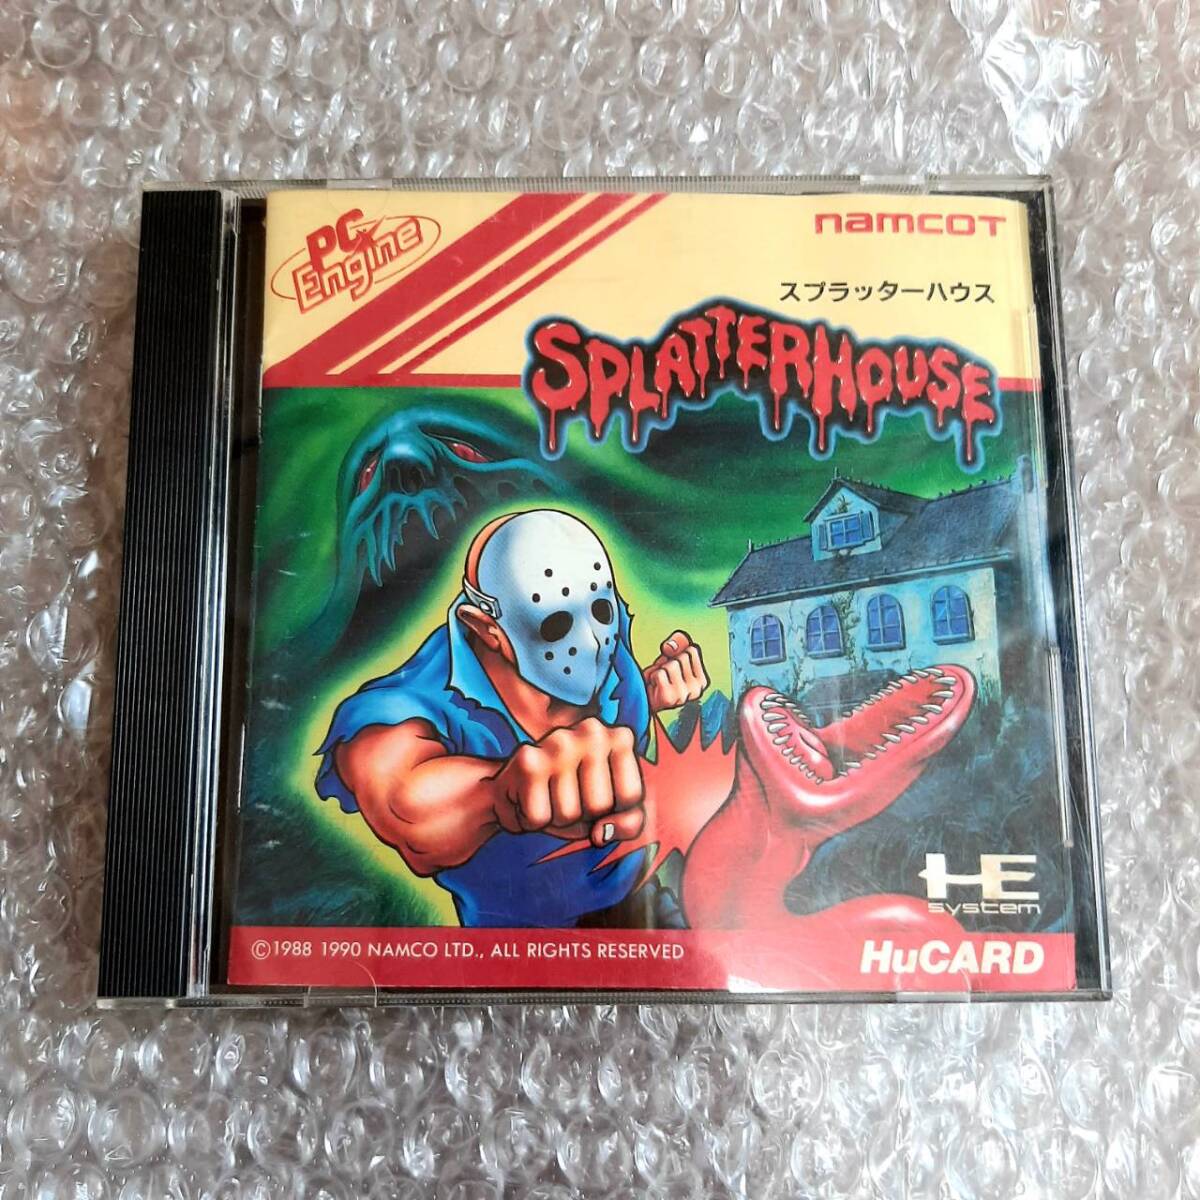 PC Engine
namcot
スプラッターハウス
SPLATTERHOUSE
HE system
©1988 1990 NAMCO LTD., ALL RIGHTS RESERVED
HuCARD